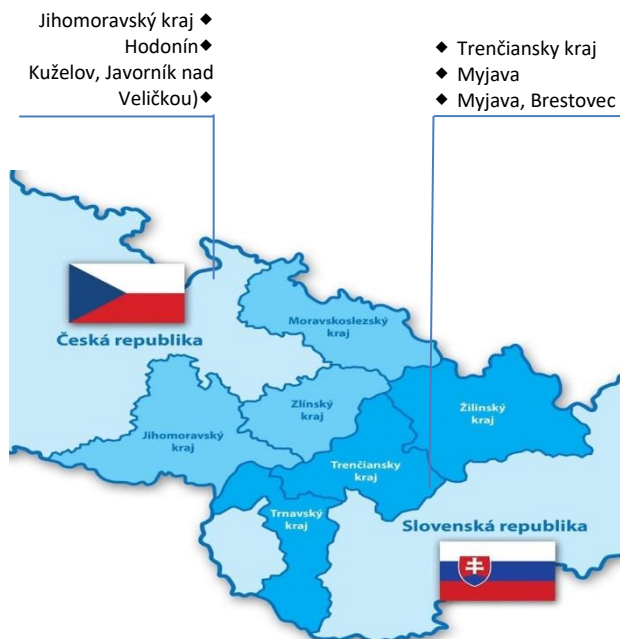 Jihomoravský kraj ◆
Hodonín◆
Kuželov, Javorník nad
Veličkou)◆
◆ Trenčiansky kraj
◆ Myjava
◆ Myjava, Brestovec
Moravskoslezský
kraj
Česká republika
Zlínský
kraj
Žilinský
kraj
Jihomoravský
kraj
Trenčiansky
kraj
Trnavský
kraj
Slovenská republika